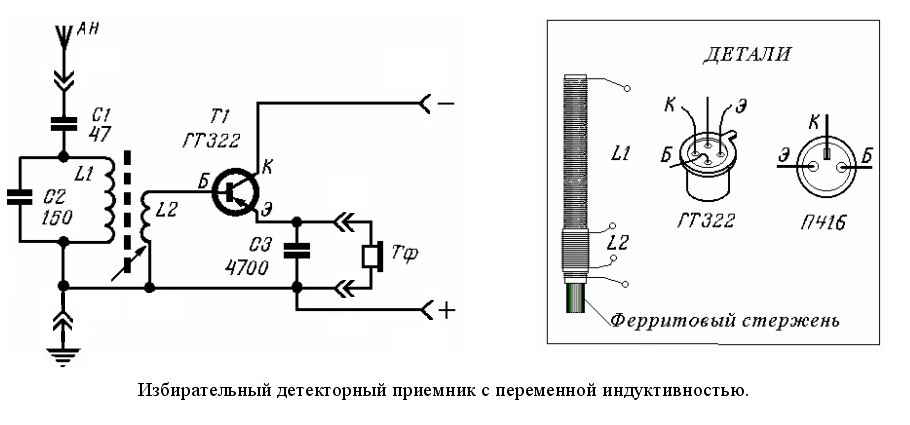 АН
С1
47
L1
С2
150
L2
Т1
ГТ322
Б
К
Э
С3
4700
Тф
−
+
ДЕТАЛИ
L1
L2
К
Э
Б
ГТ322
К
Э
Б
П416
Ферритовый стержень
Избирательный детекторный приемник с переменной индуктивностью.